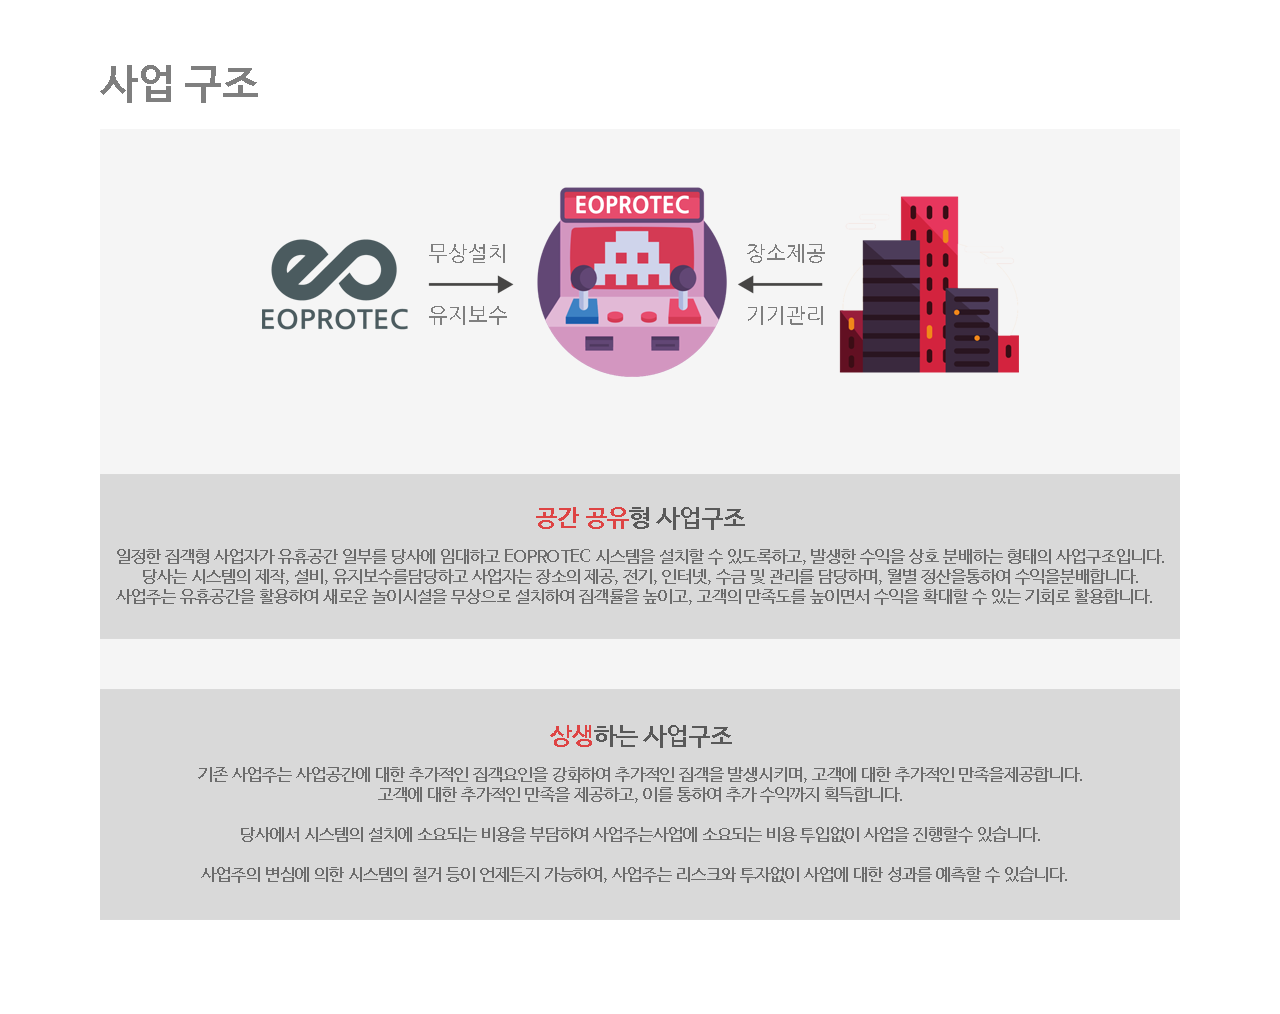 사업 구조
EOPROTEC
무상설치
장소제공
EOPROTEC
유지보수
기기관리
공간 공유형 사업구조
일정한 집객형 사업자가 유휴공간 일부를 당사에 임대하고 EOPROTEC 시스템을 설치할 수 있도록하고, 발생한 수익을 상호 분배하는 형태의 사업구조입니다.
당사는 시스템의 제작, 설비, 유지보수를담당하고 사업자는 장소의 제공, 전기, 인터넷, 수금 및 관리를 담당하며, 월별 정산을통하여 수익을분배합니다.
사업주는 유휴공간을 활용하여 새로운 놀이시설을 무상으로 설치하여 집객률을 높이고, 고객의 만족도를 높이면서 수익을 확대할 수 있는 기회로 활용합니다.
상생하는 사업구조
기존 사업주는 사업공간에 대한 추가적인 집객요인을 강화하여 추가적인 집객을 발생시키며, 고객에 대한 추가적인 만족을제공합니다.
고객에 대한 추가적인 만족을 제공하고, 이를 통하여 추가 수익까지 획득합니다.
당사에서 시스템의 설치에 소요되는 비용을 부담하여 사업주는사업에 소요되는 비용 투입없이 사업을 진행할수 있습니다.
사업주의 변심에 의한 시스템의 철거 등이 언제든지 가능하여, 사업주는 리스크와 투자없이 사업에 대한 성과를 예측할 수 있습니다.